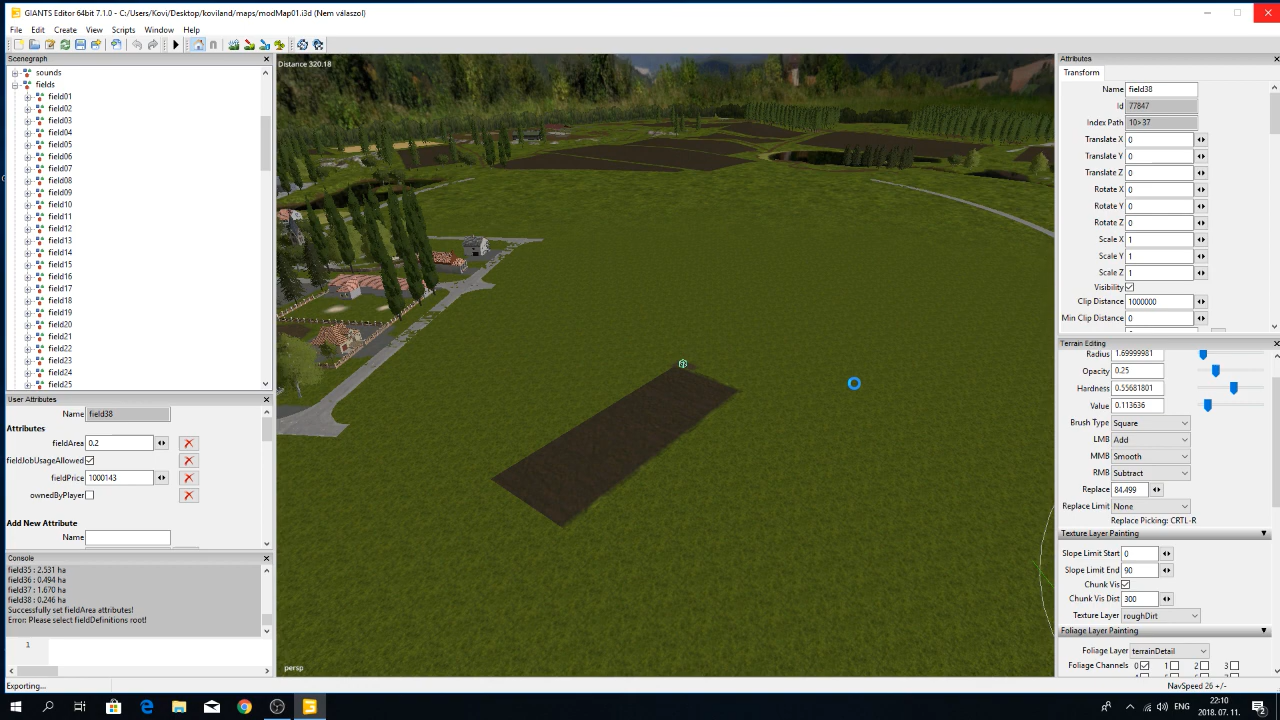 GIANTS Editor 64bit 7.1.0 - C:/Users/Kovi/Desktop/koviland/maps/modMap01.i3d (Nem válaszol)
File Edit Create View Scripts Window Help
Scenegraph
sounds
fields
field01
field02
field03
field04
field05
field06
field07
field08
field09
field10
field11
field12
field13
field14
field15
field16
field17
field18
field19
field20
field21
field22
field23
field24
field25
User Attributes
Name field38
Attributes
fieldArea 0.2
fieldJobUsageAllowed
fieldPrice 1000143
ownedByPlayer
Add New Attribute
Name
Console
field35 : 2.531 ha
field36 : 0.494 ha
field37 : 1.670 ha
field38 : 0.246 ha
Successfully set fieldArea attributes!
Error: Please select fieldDefinitions root!
1
Exporting...
Distance 320.18
persp
Attributes
Transform
Name field38
Id 77847
Index Path 10>37
Translate X 0
Translate Y 0
Translate Z 0
Rotate X 0
Rotate Y 0
Rotate Z 0
Scale X 1
Scale Y 1
Scale Z 1
Visibility
Clip Distance 1000000
Min Clip Distance 0
Terrain Editing
Radius 1.69999981
Opacity 0.25
Hardness 0.55681801
Value 0.113636
Brush Type Square
LMB Add
MMB Smooth
RMB Subtract
Replace 84.499
Replace Limit None
Replace Picking: CRTL-R
Texture Layer Painting
Slope Limit Start 0
Slope Limit End 90
Chunk Vis
Chunk Vis Dist 300
Texture Layer roughDirt
Foliage Layer Painting
Foliage Layer terrainDetail
Foliage Channels 0 1 2 3
NavSpeed 26 +/-
ENG
22:10
2018. 07. 11.
2